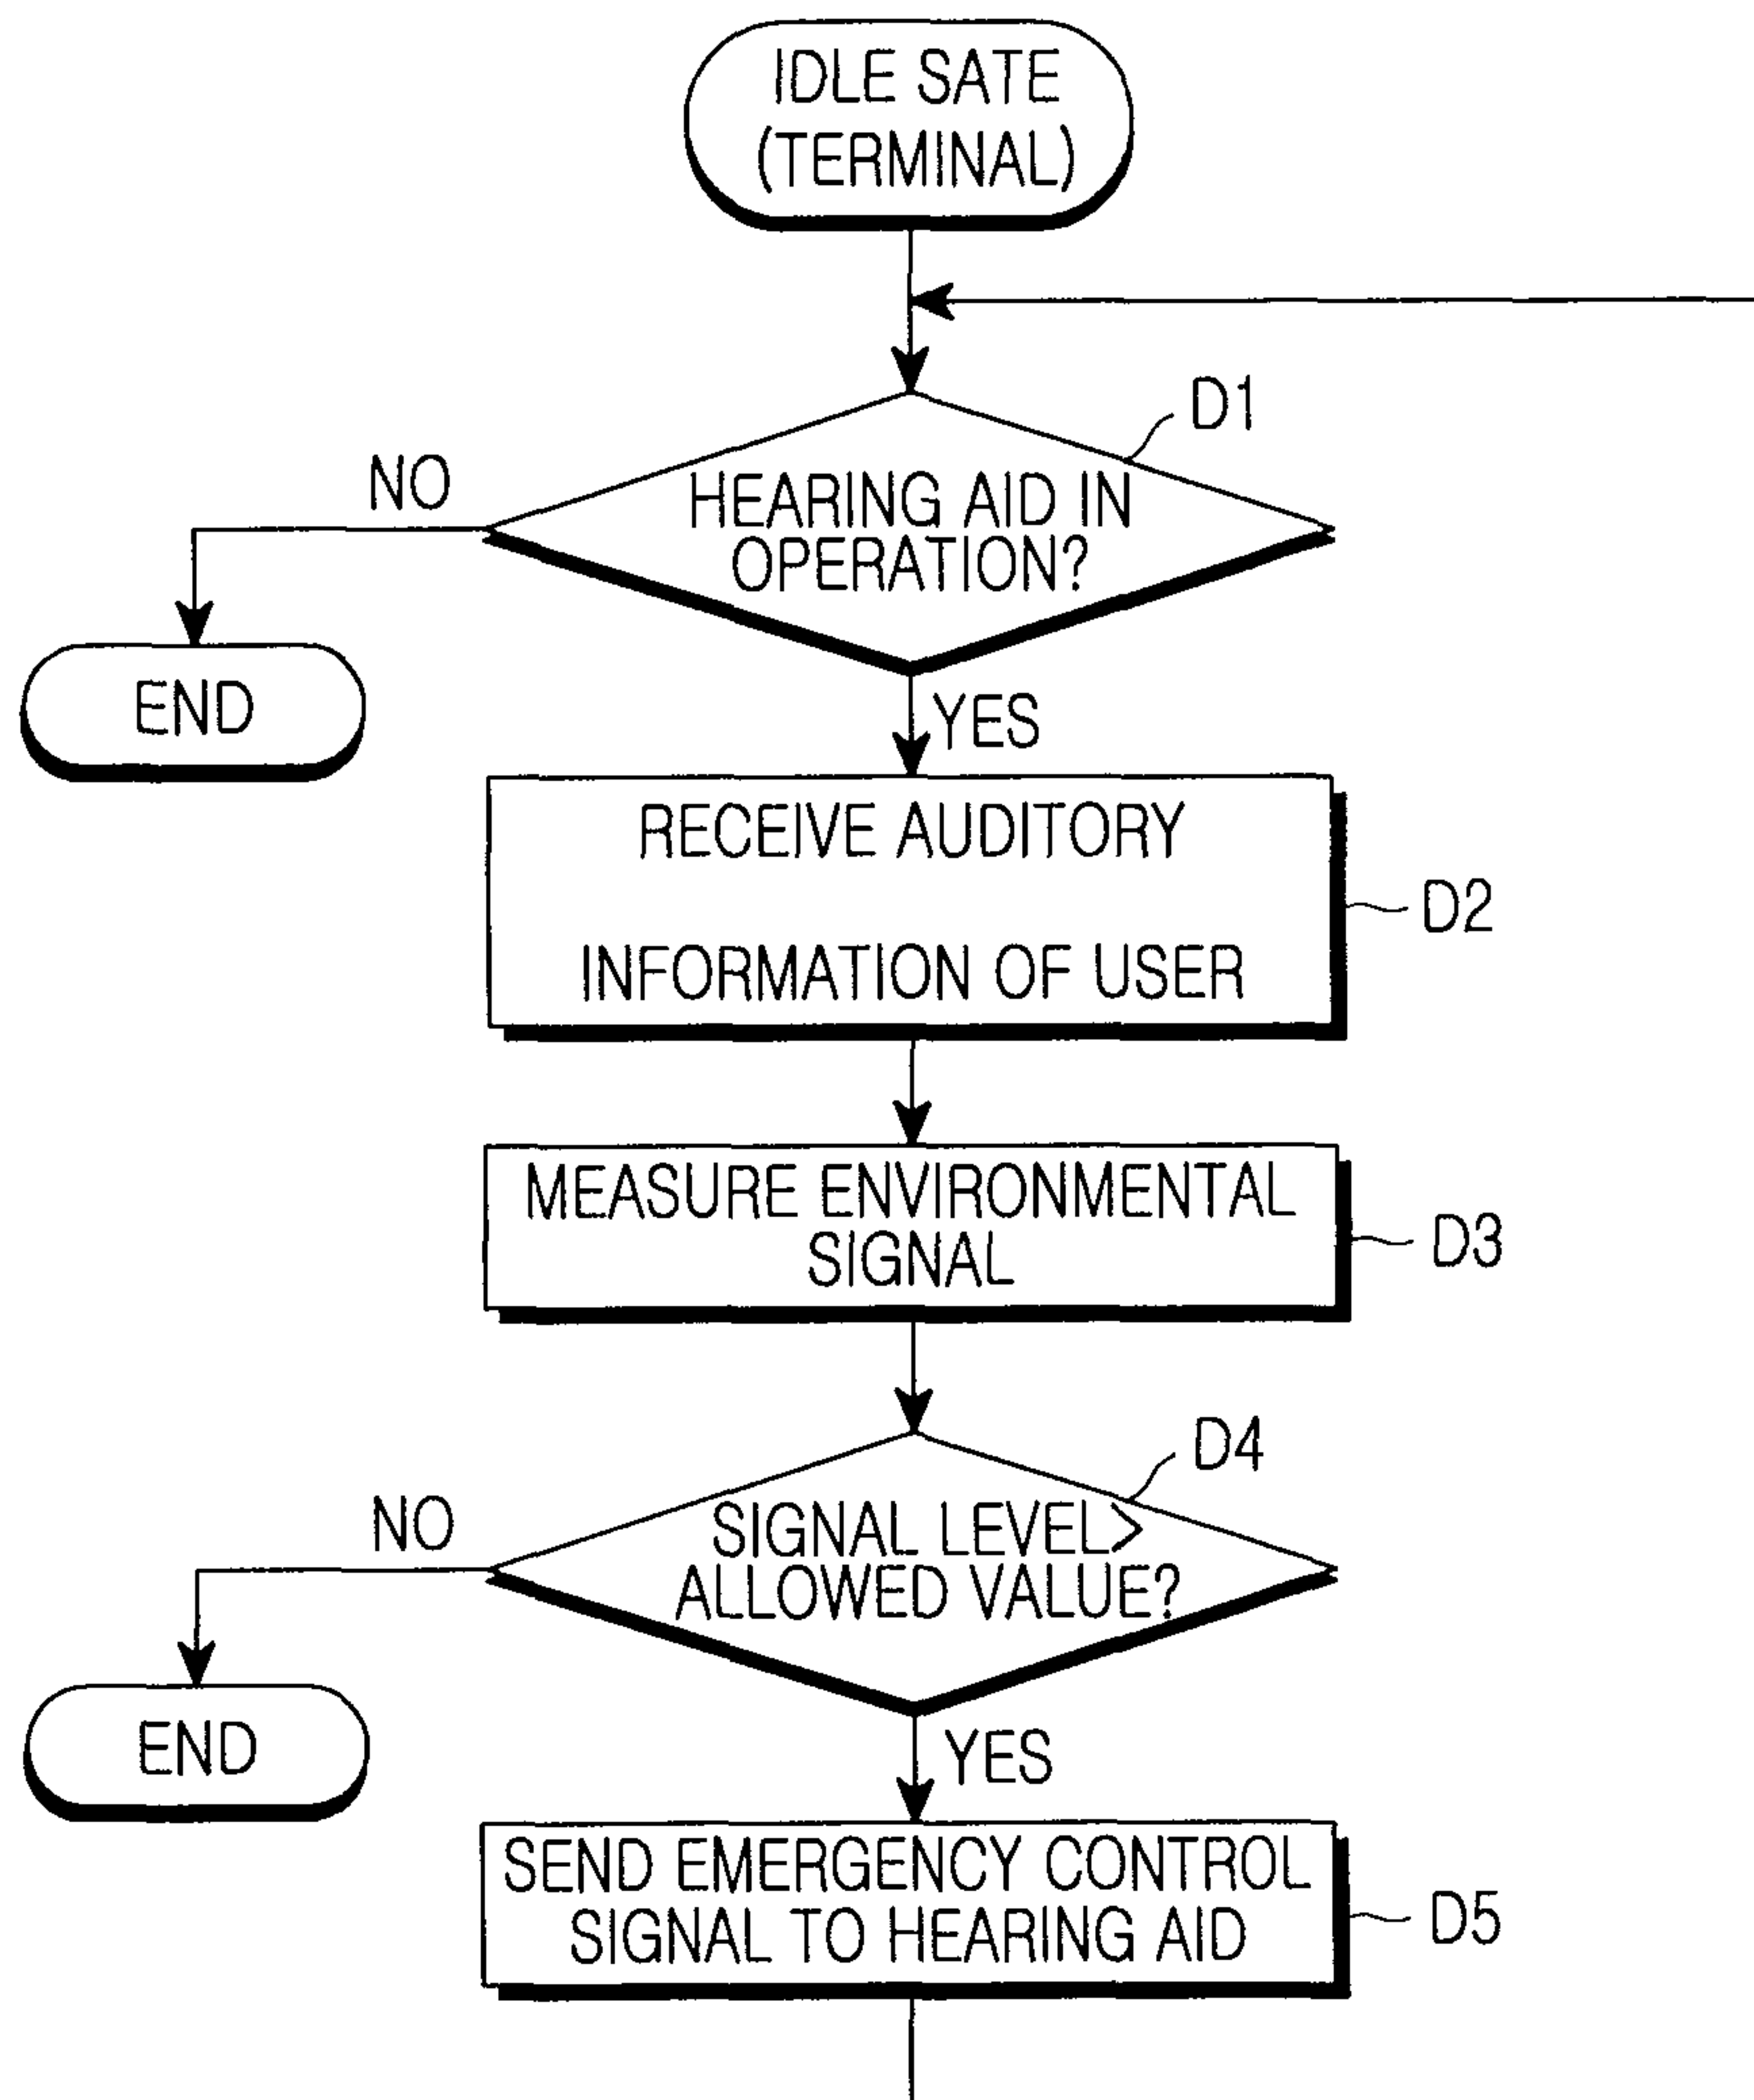 IDLE SATE
(TERMINAL)
D1
NO
HEARING AID IN
OPERATION?
END
YES
RECEIVE AUDITORY
D2
INFORMATION OF USER
MEASURE ENVIRONMENTAL
SIGNAL
D3
D4
NO
SIGNAL LEVEL>
ALLOWED VALUE?
END
YES
SEND EMERGENCY CONTROL
SIGNAL TO HEARING AID
D5